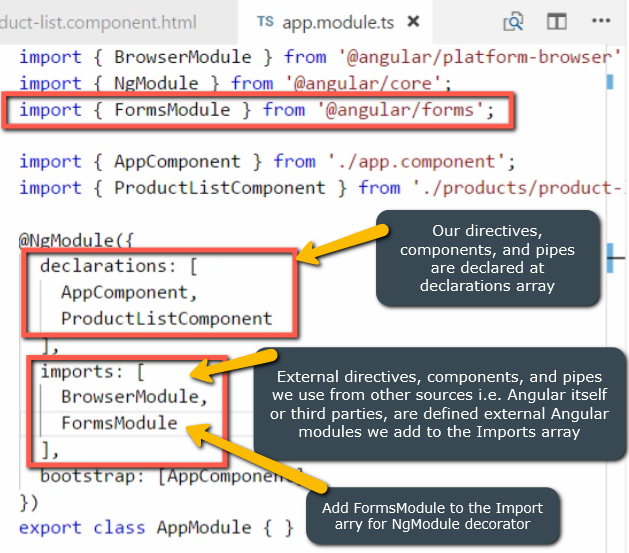 duct-list.component.html
TS app.module.ts ×
import { BrowserModule } from '@angular/platform-browser'
import { NgModule } from '@angular/core';
import { FormsModule } from '@angular/forms';
import { AppComponent } from './app.component';
import { ProductListComponent } from './products/product-
@NgModule({
declarations: [
AppComponent,
ProductListComponent
],
imports: [
BrowserModule,
FormsModule
],
bootstrap: [AppComponent
})
export class AppModule { }
Our directives,
components, and pipes
are declared at
declarations array
External directives, components, and pipes
we use from other sources i.e. Angular itself
or third parties, are defined external Angular
modules we add to the Imports array
Add FormsModule to the Import
arry for NgModule decorator